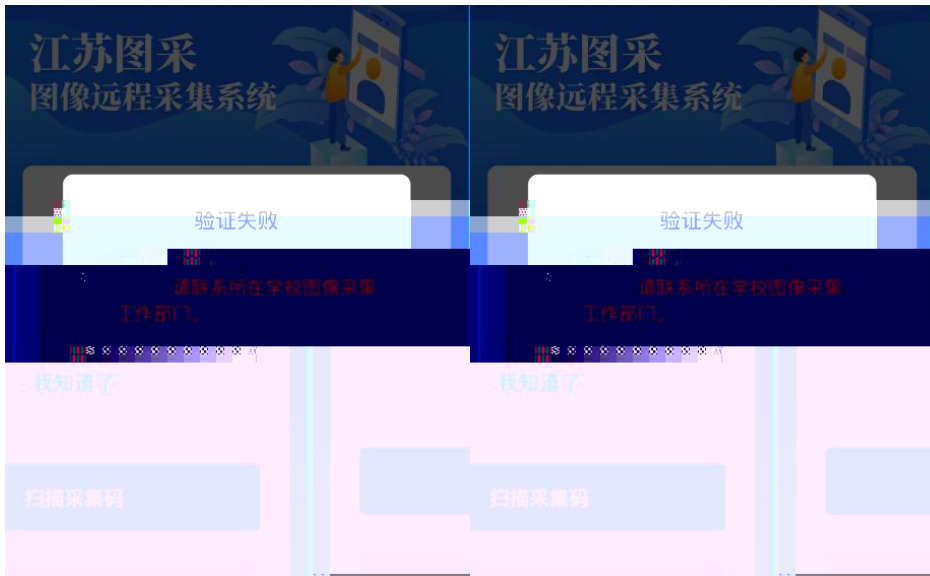 江苏图采
图像远程采集系统
验证失败
请联系所在学校图像采集
工作部门。
我知道了
扫描采集码
江苏图采
图像远程采集系统
验证失败
请联系所在学校图像采集
工作部门。
我知道了
扫描采集码